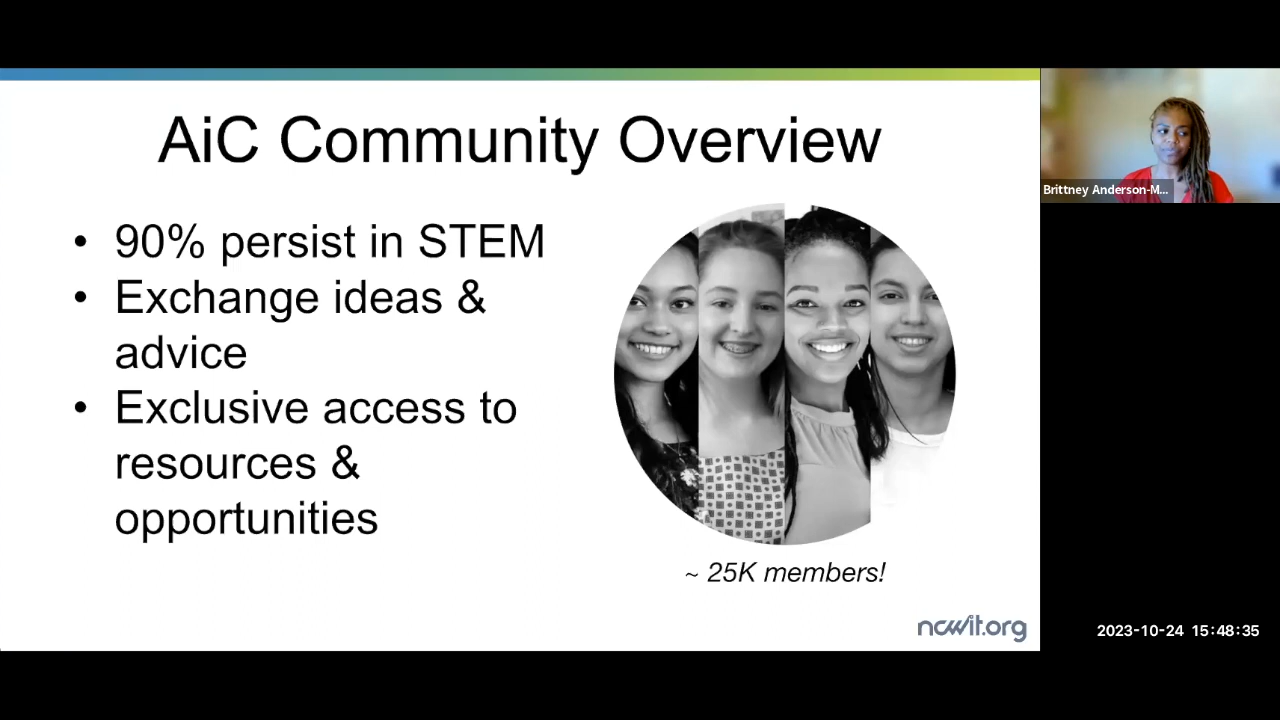 AiC Community Overview
• 90% persist in STEM
• Exchange ideas &
advice
• Exclusive access to
resources &
opportunities
~ 25K members!
ncwit.org
Brittney Anderson-M...
2023-10-24 15:48:35